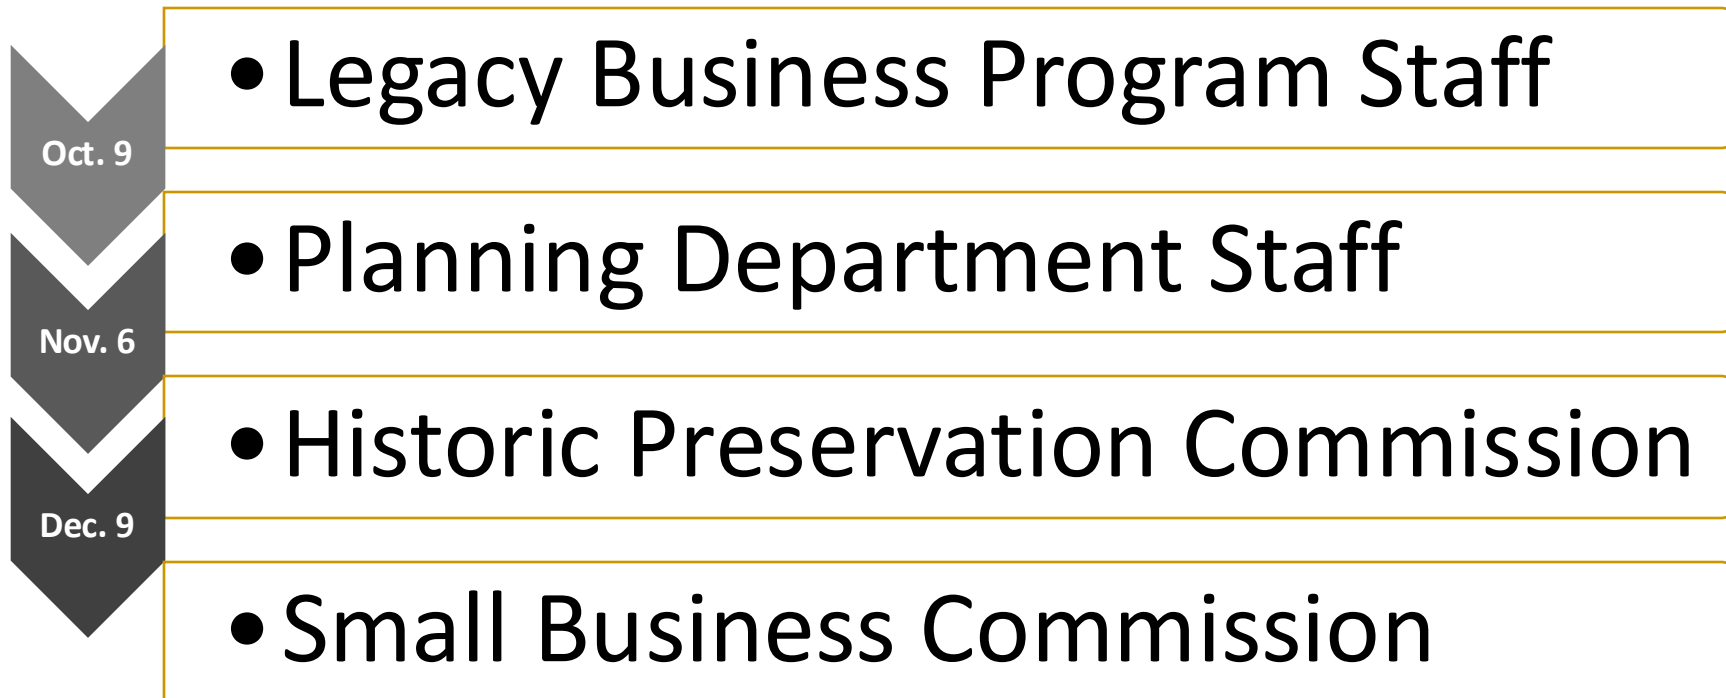 • Legacy Business Program Staff
Oct. 9
• Planning Department Staff
Nov. 6
• Historic Preservation Commission
Dec. 9
• Small Business Commission